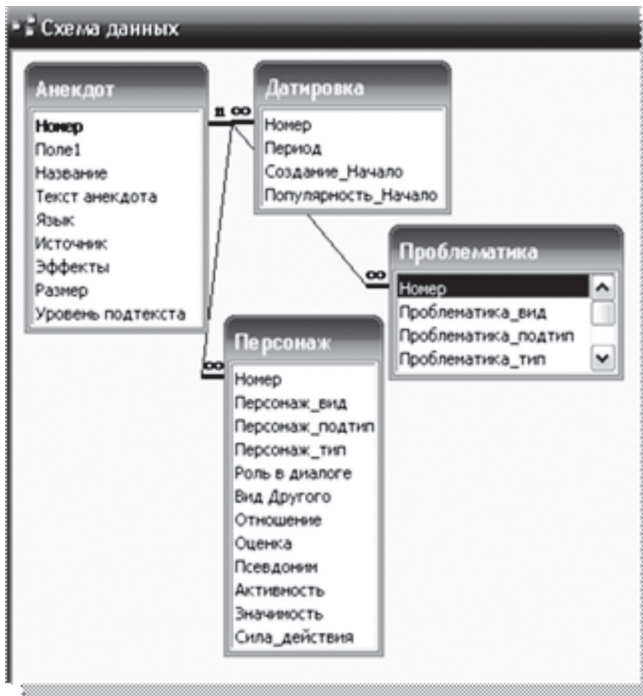 Схема данных
Анекдот
Номер
Поле1
Название
Текст анекдота
Язык
Источник
Эффекты
Размер
Уровень подтекста
Датировка
Номер
Период
Создание_Начало
Популярность_Начало
Проблематика
Номер
Проблематика_вид
Проблематика_подтип
Проблематика_тип
Персонаж
Номер
Персонаж_вид
Персонаж_подтип
Персонаж_тип
Роль в диалоге
Вид Другого
Отношение
Оценка
Псевдоним
Активность
Значимость
Сила_действия
∞
∞
∞